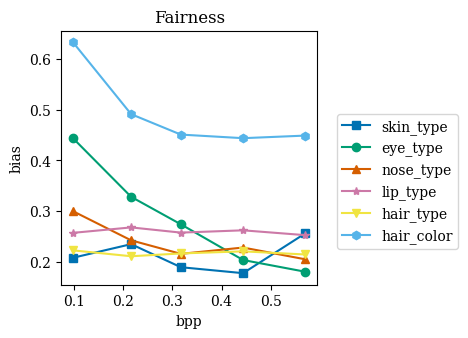 Fairness
0.6
0.5
0.4
0.3
0.2
bias
0.1 0.2 0.3 0.4 0.5
bpp
skin_type
eye_type
nose_type
lip_type
hair_type
hair_color